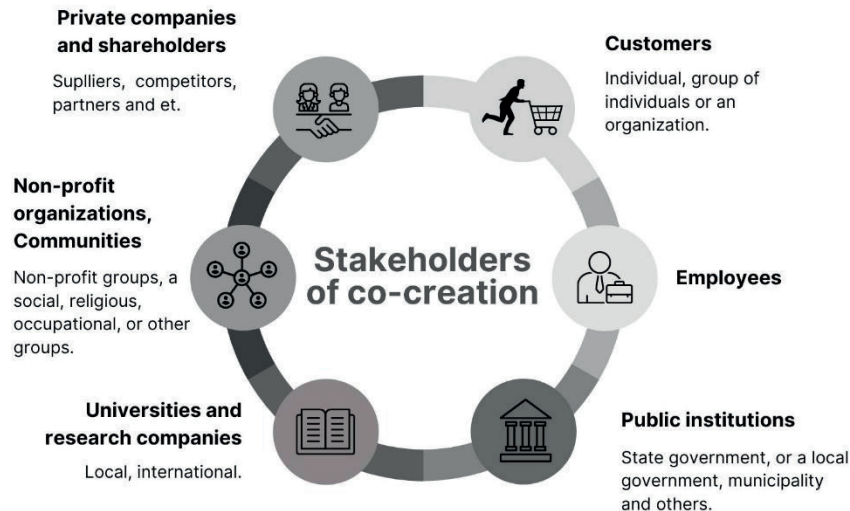 Private companies
and shareholders
Suplliers, competitors,
partners and et.
Customers
Individual, group of
individuals or an
organization.
Non-profit
organizations,
Communities
Non-profit groups, a
social, religious,
occupational, or other
groups.
Stakeholders
of co-creation
Employees
Universities and
research companies
Local, international.
Public institutions
State government, or a local
government, municipality
and others.